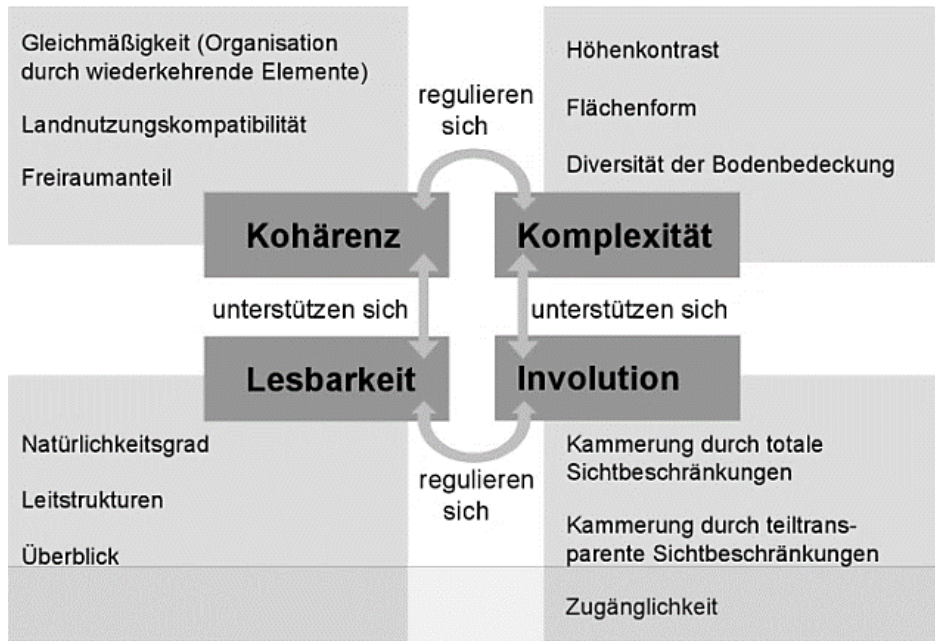 Gleichmäßigkeit (Organisation
durch wiederkehrende Elemente)
Landnutzungskompatibilität
Freiraumanteil
regulieren
sich
Höhenkontrast
Flächenform
Diversität der Bodenbedeckung
Kohärenz
Komplexität
unterstützen sich
unterstützen sich
Lesbarkeit
Involution
Natürlichkeitsgrad
Leitstrukturen
Überblick
regulieren
sich
Kammerung durch totale
Sichtbeschränkungen
Kammerung durch teiltrans-
parente Sichtbeschränkungen
Zugänglichkeit